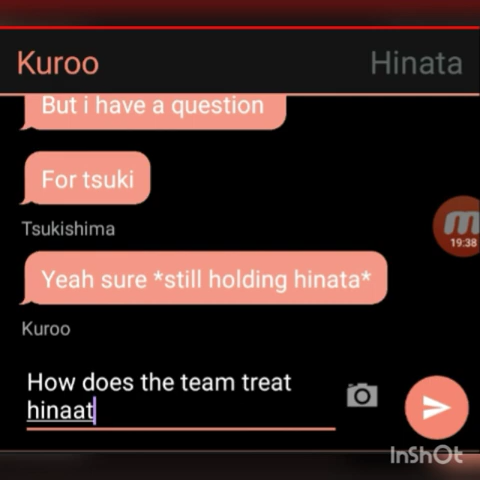 Kuroo
Hinata
But i have a question
For tsuki
Tsukishima
19:38
Yeah sure *still holding hinata*
Kuroo
How does the team treat
hinaat
InShOt